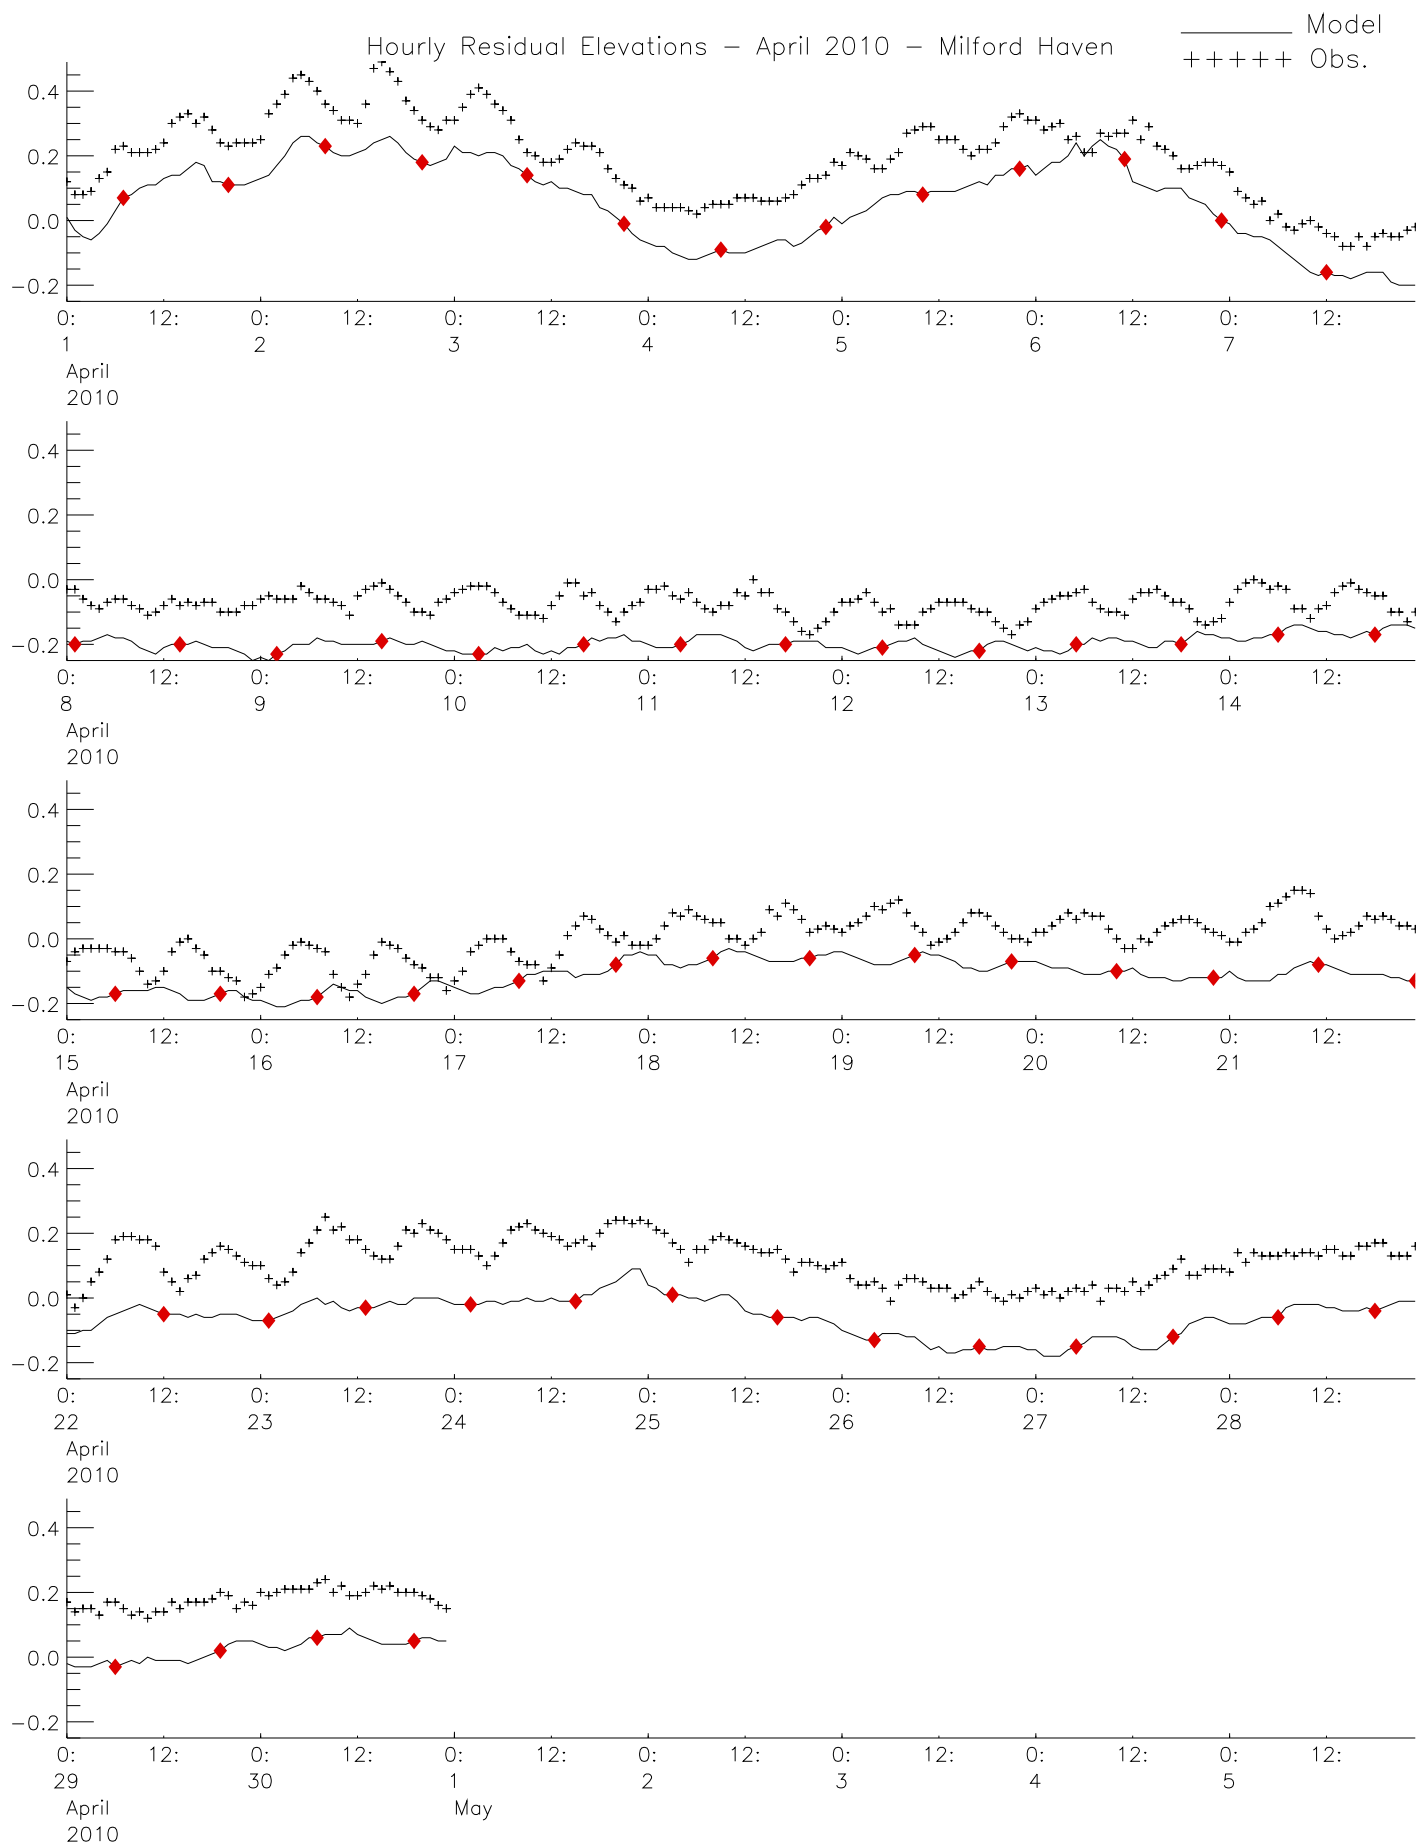 Hourly Residual Elevations - April 2010 - Milford Haven
Model
+++++ Obs.
0.4
0.2
0.0
-0.2
0: 12: 0: 12: 0: 12: 0: 12: 0: 12: 0: 12: 0: 12:
1 2 3 4 5 6 7
April
2010
0.4
0.2
0.0
-0.2
0: 12: 0: 12: 0: 12: 0: 12: 0: 12: 0: 12: 0: 12:
8 9 10 11 12 13 14
April
2010
0.4
0.2
0.0
-0.2
0: 12: 0: 12: 0: 12: 0: 12: 0: 12: 0: 12: 0: 12:
15 16 17 18 19 20 21
April
2010
0.4
0.2
0.0
-0.2
0: 12: 0: 12: 0: 12: 0: 12: 0: 12: 0: 12: 0: 12:
22 23 24 25 26 27 28
April
2010
0.4
0.2
0.0
-0.2
0: 12: 0: 12: 0: 12: 0: 12: 0: 12: 0: 12: 0: 12:
29 30 1 2 3 4 5
April May
2010